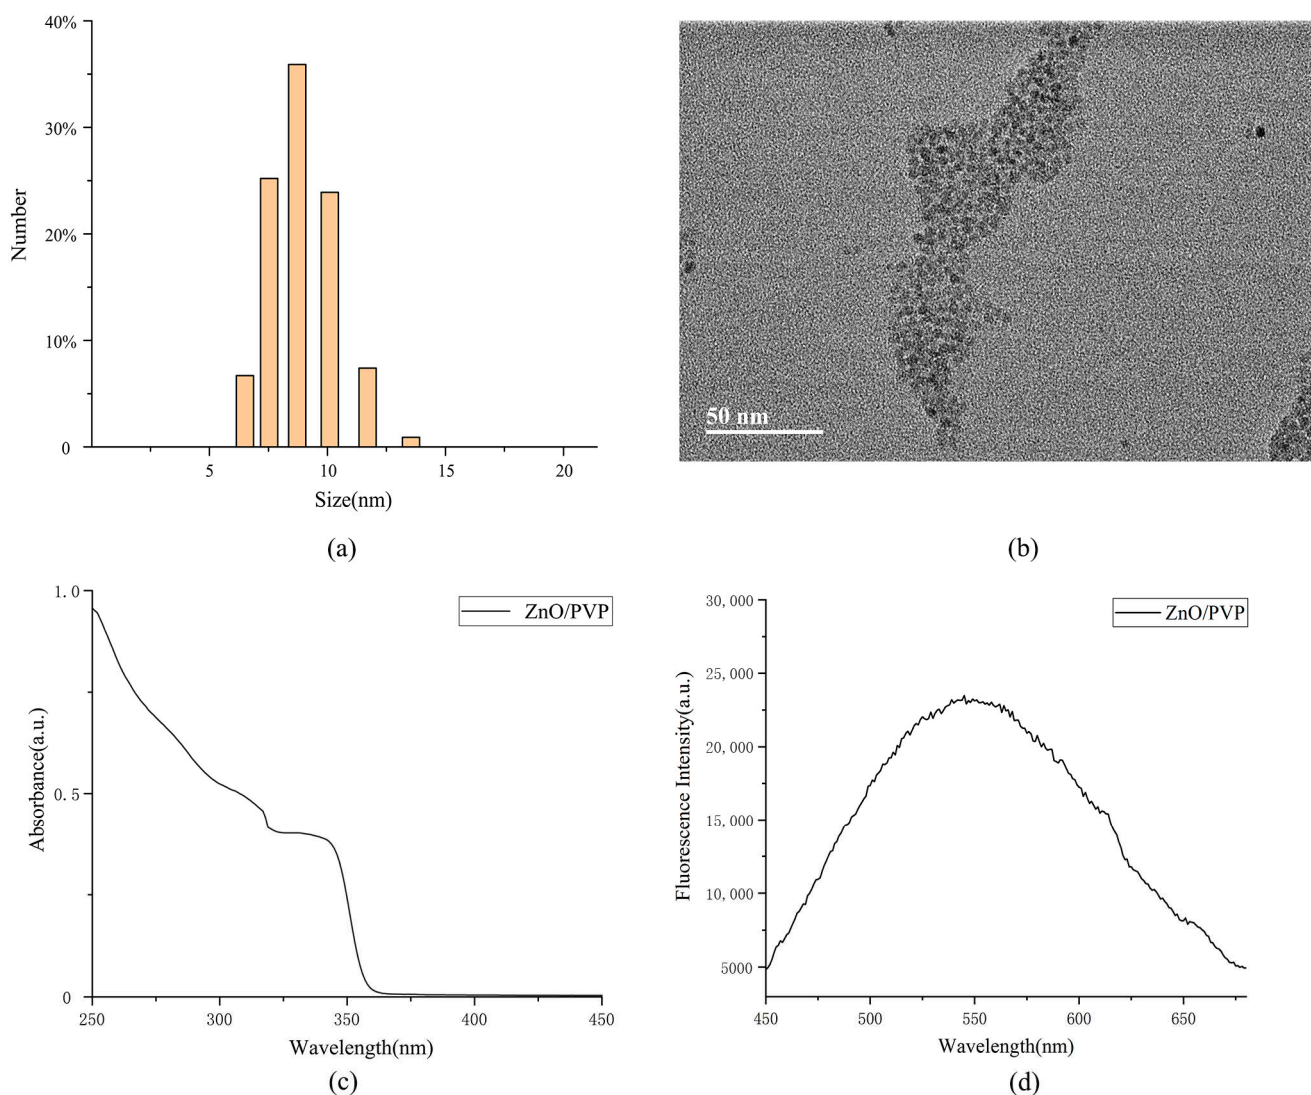 40%
30%
20%
10%
0
Number
5 10 15 20
Size(nm)
(a)
50 nm
(b)
1.0
0.5
0
Absorbance(a.u.)
ZnO/PVP
250 300 350 400 450
Wavelength(nm)
(c)
30,000
25,000
20,000
15,000
10,000
5000
Fluorescence Intensity(a.u.)
ZnO/PVP
450 500 550 600 650
Wavelength(nm)
(d)